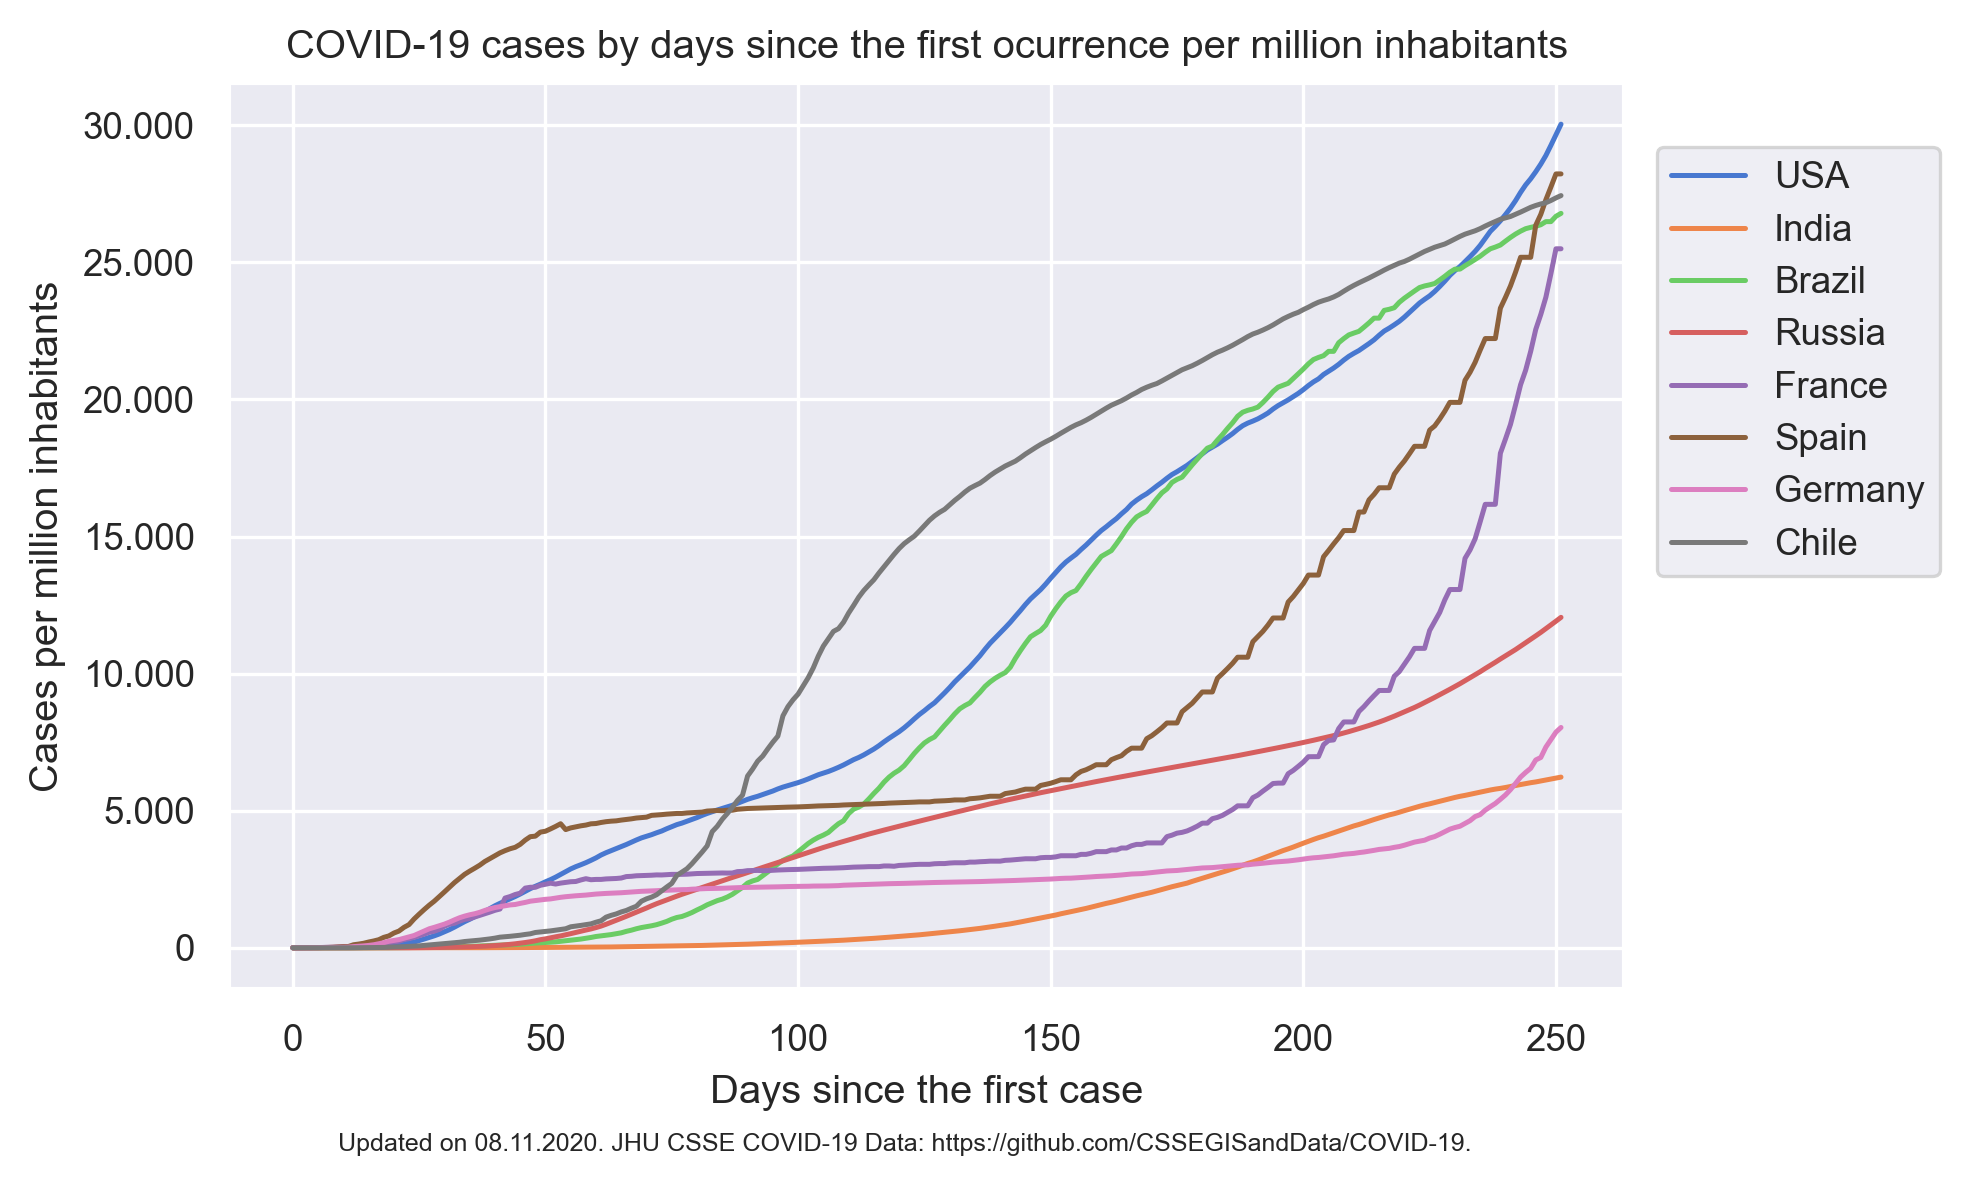 COVID-19 cases by days since the first ocurrence per million inhabitants
30.000
25.000
20.000
15.000
10.000
5.000
0
Cases per million inhabitants
0 50 100 150 200 250
Days since the first case
USA
India
Brazil
Russia
France
Spain
Germany
Chile
Updated on 08.11.2020. JHU CSSE COVID-19 Data: https://github.com/CSSEGISandData/COVID-19.